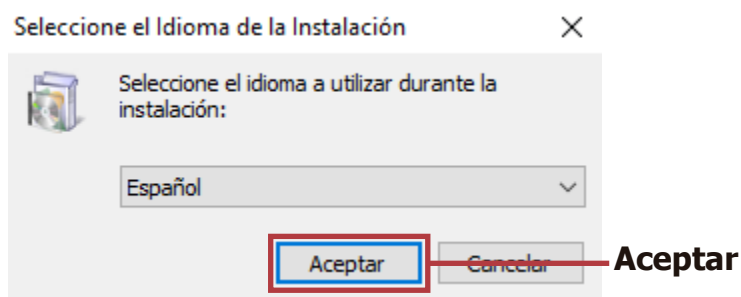 Seleccione el Idioma de la Instalación
Seleccione el idioma a utilizar durante la
instalación:
Español
Aceptar
Cancelar
Aceptar